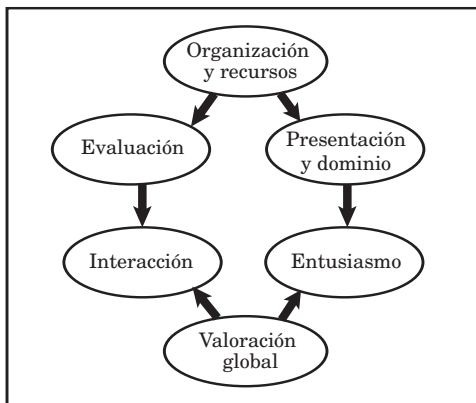 Organización
y recursos
Evaluación
Presentación
y dominio
Interacción
Entusiasmo
Valoración
global